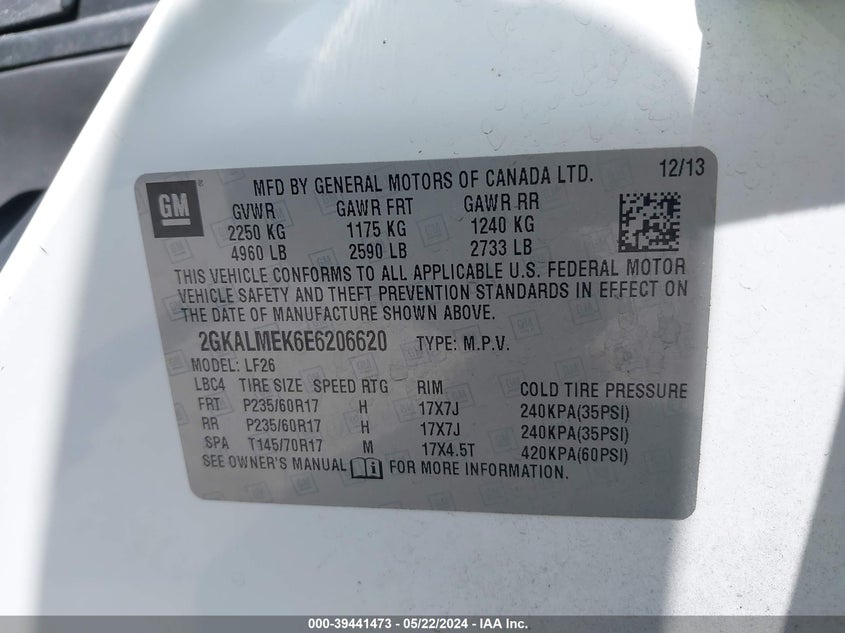 GM
®
12/13
MFD BY GENERAL MOTORS OF CANADA LTD.
GVWR GAWR FRT GAWR RR
2250 KG 1175 KG 1240 KG
4960 LB 2590 LB 2733 LB
THIS VEHICLE CONFORMS TO ALL APPLICABLE U.S. FEDERAL MOTOR
VEHICLE SAFETY AND THEFT PREVENTION STANDARDS IN EFFECT ON
THE DATE OF MANUFACTURE SHOWN ABOVE.
2GKALMEK6E6206620 TYPE: M.P.V.
MODEL: LF26
LBC4 TIRE SIZE SPEED RTG RIM COLD TIRE PRESSURE
FRT P235/60R17 H 17X7J 240KPA(35PSI)
RR P235/60R17 H 17X7J 240KPA(35PSI)
SPA T145/70R17 M 17X4.5T 420KPA(60PSI)
SEE OWNER'S MANUAL FOR MORE INFORMATION.
000-39441473 - 05/22/2024 - IAA Holdings, LLC.